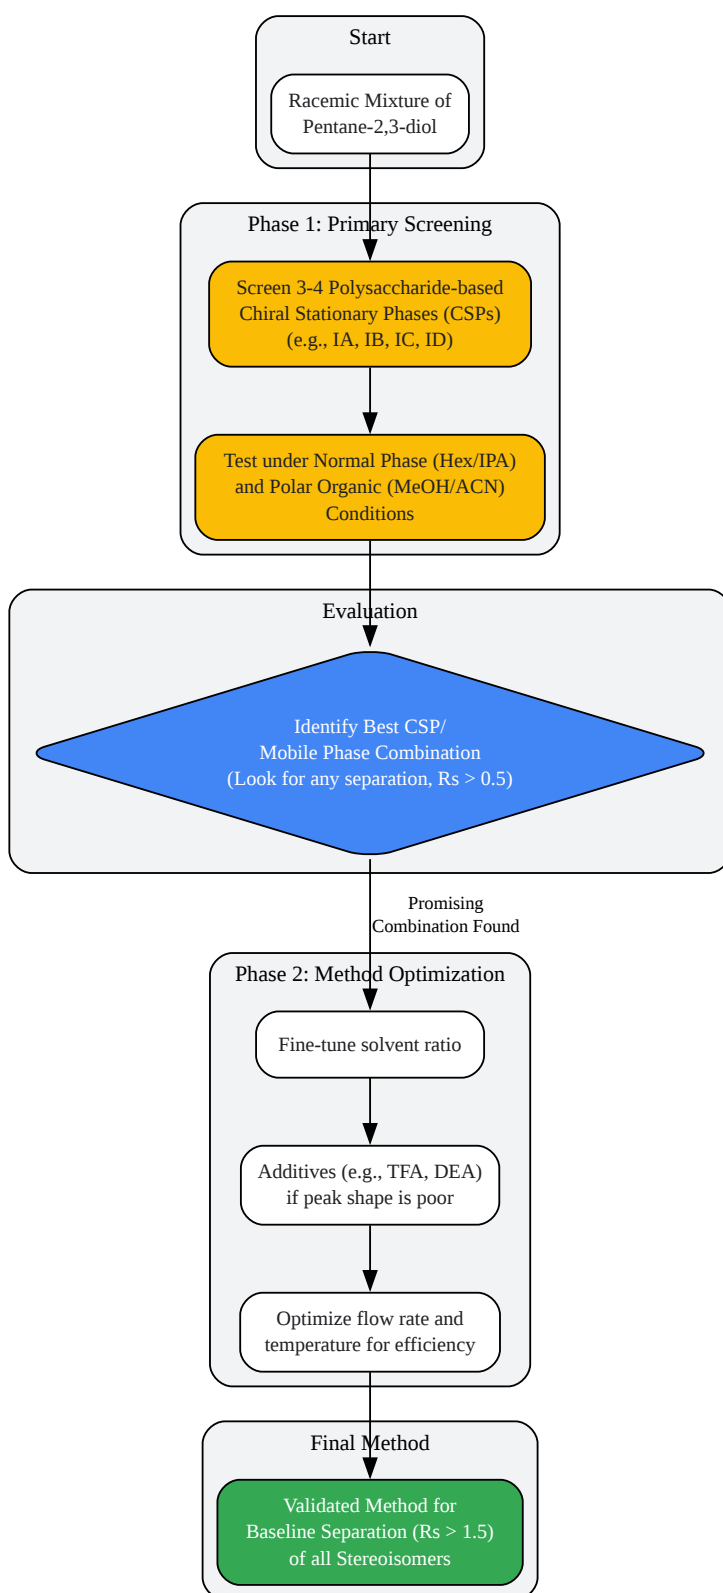 Start
Racemic Mixture of
Pentane-2,3-diol
Phase 1: Primary Screening
Screen 3-4 Polysaccharide-based
Chiral Stationary Phases (CSPs)
(e.g., IA, IB, IC, ID)
Test under Normal Phase (Hex/IPA)
and Polar Organic (MeOH/ACN)
Conditions
Evaluation
Identify Best CSP/
Mobile Phase Combination
(Look for any separation, Rs > 0.5)
Promising
Combination Found
Phase 2: Method Optimization
Fine-tune solvent ratio
Additives (e.g., TFA, DEA)
if peak shape is poor
Optimize flow rate and
temperature for efficiency
Final Method
Validated Method for
Baseline Separation (Rs > 1.5)
of all Stereoisomers